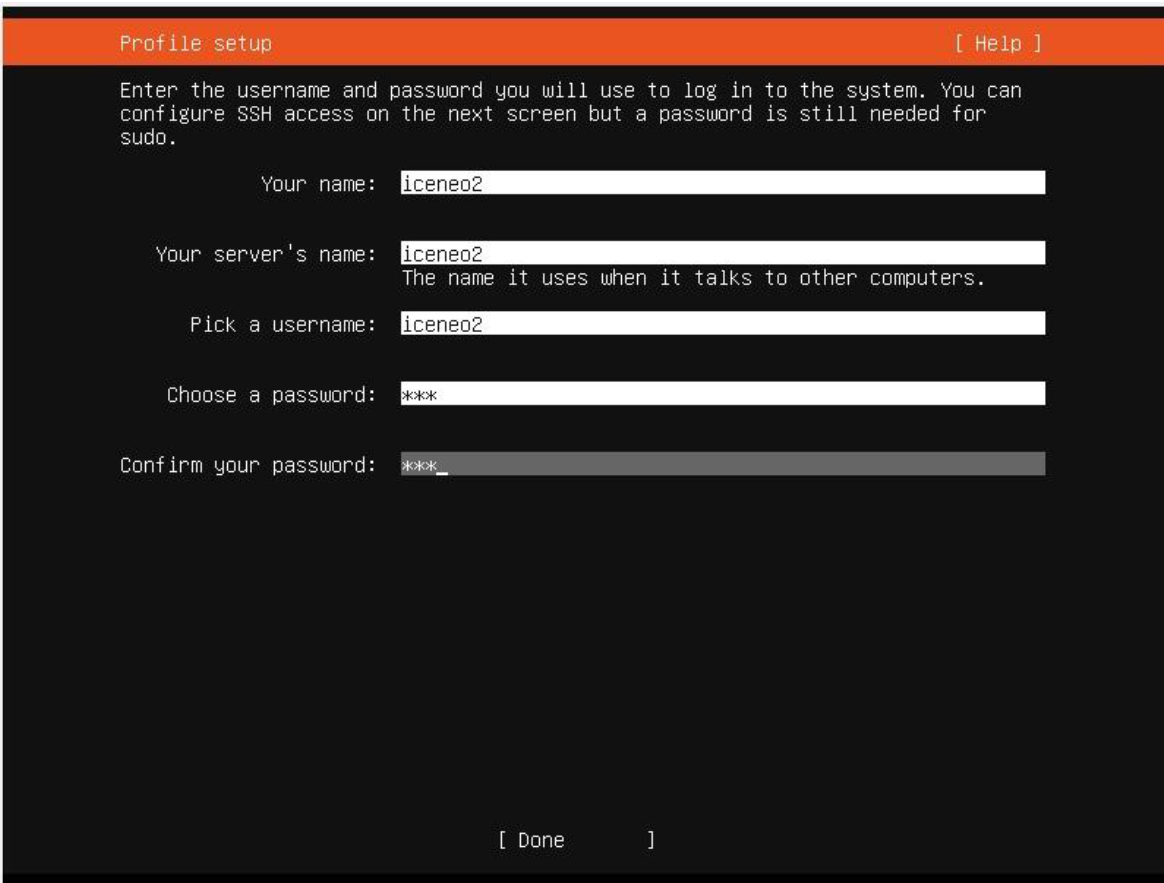 Profile setup [ Help ]
Enter the username and password you will use to log in to the system. You can
configure SSH access on the next screen but a password is still needed for
sudo.
Your name: iceneo2
Your server's name: iceneo2
The name it uses when it talks to other computers.
Pick a username: iceneo2
Choose a password: ***
Confirm your password: ***_
[ Done ]